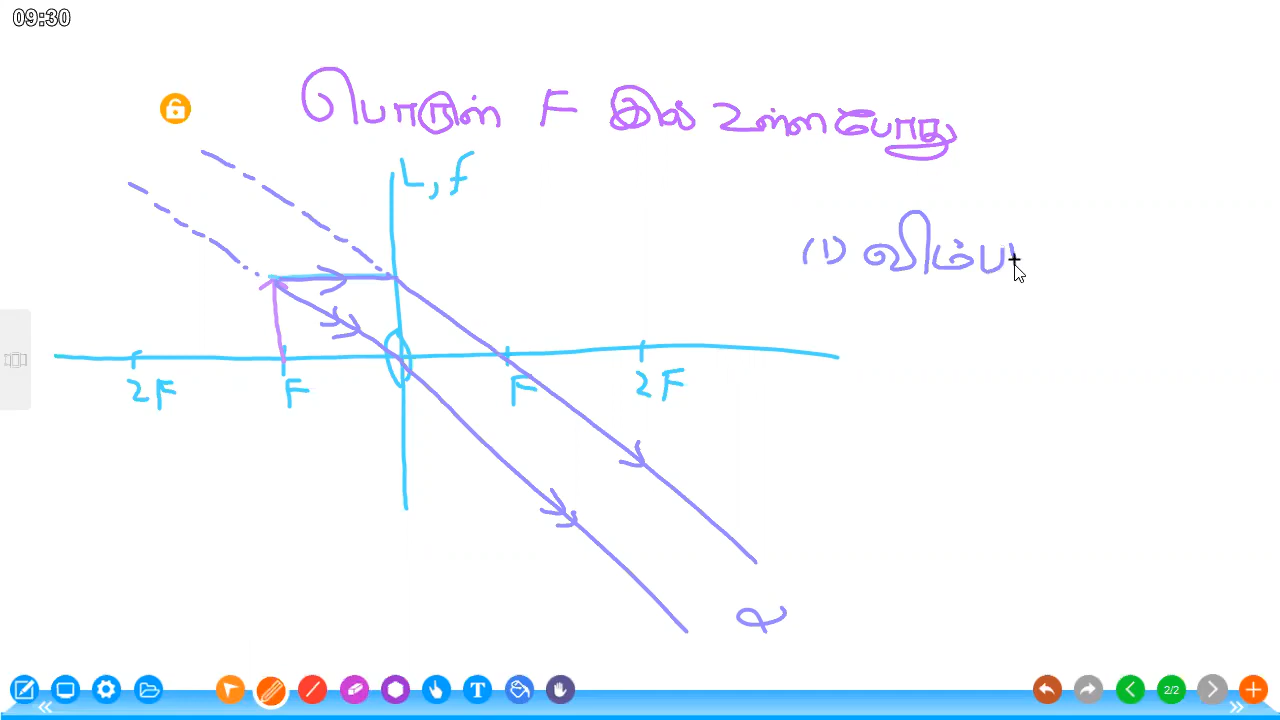 09:30
பொருள் F இல் உள்ளபோது
L, f
(1) விம்ப
2F F F 2F
∝
2/2